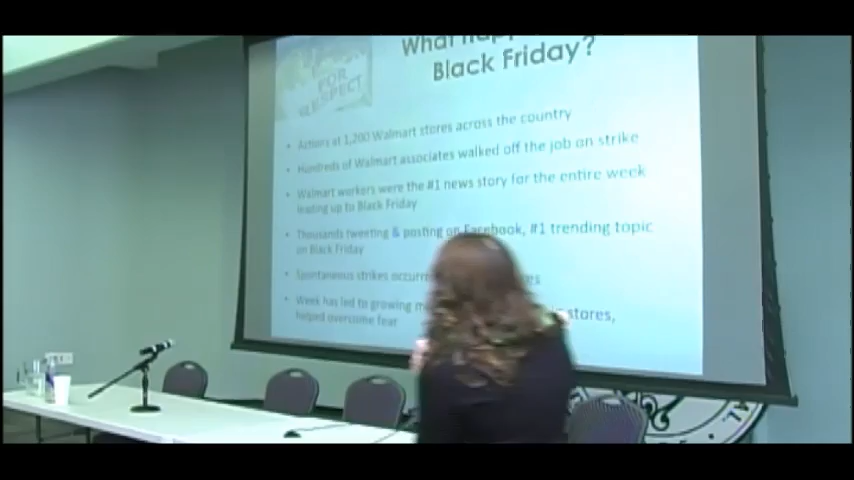 FOR
RESPECT
What
Black Friday?
• Actions at 1,200 Walmart stores across the country
• Hundreds of Walmart associates walked off the job on strike
• Walmart workers were the #1 news story for the entire week
leading up to Black Friday
• Thousands tweeting & posting on Facebook, #1 trending topic
on Black Friday
• Spontaneous strikes
• Week has led to growing stores,
helped overcome fear